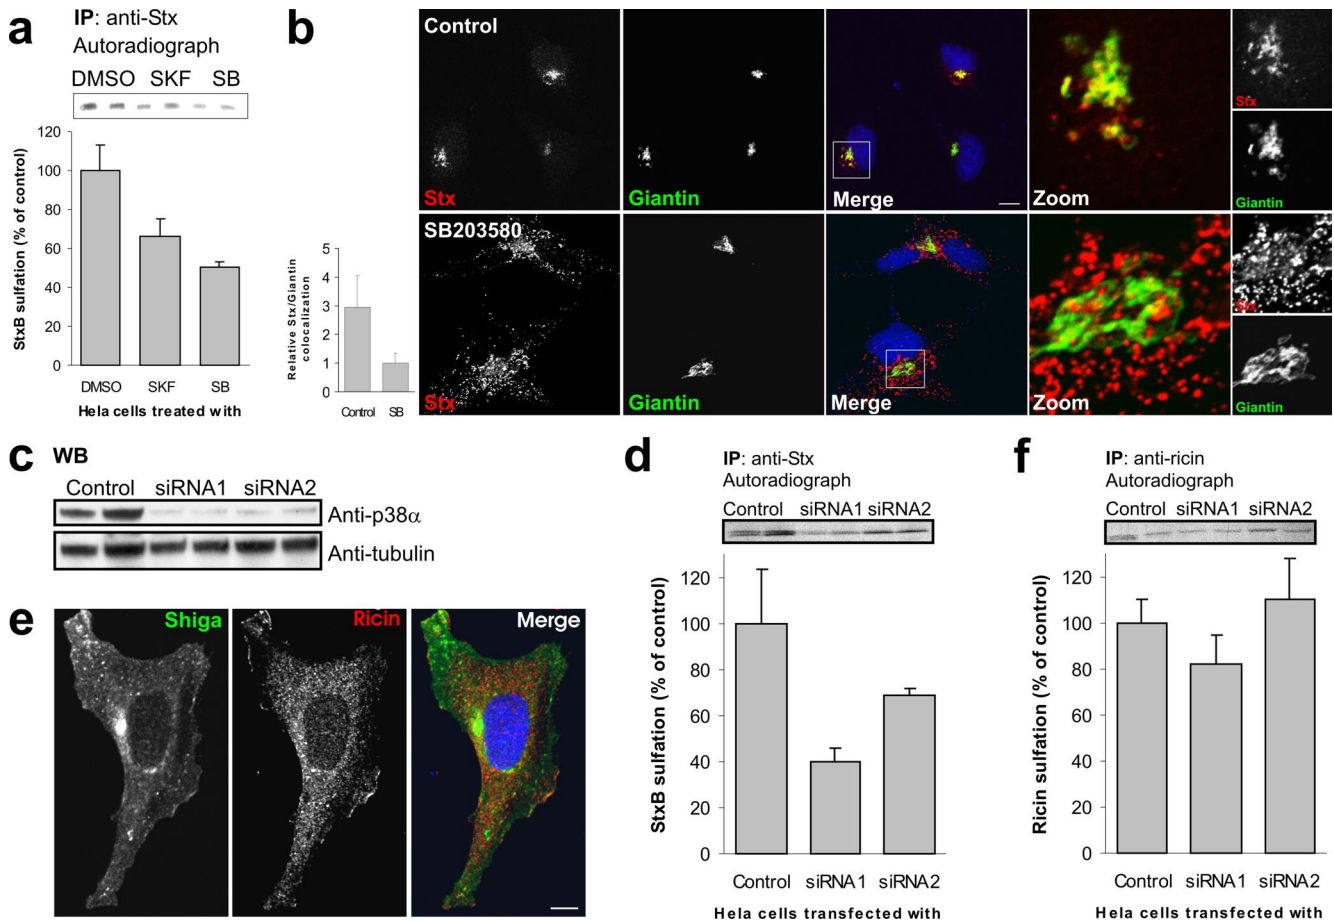 a
IP: anti-Stx
Autoradiograph
DMSO SKF SB
StxB sulfation (% of control)
120
100
80
60
40
20
0
DMSO SKF SB
Hela cells treated with
b
Relative Stx/Giantin
colocalization
5
4
3
2
1
0
Control SB
Control
Stx
Giantin
Merge
Zoom
Stx
Giantin
SB203580
Stx
Giantin
Merge
Zoom
Stx
Giantin
c
WB
Control siRNA1 siRNA2
Anti-p38α
Anti-tubulin
d
IP: anti-Stx
Autoradiograph
Control siRNA1 siRNA2
StxB sulfation (% of control)
120
100
80
60
40
20
0
Control siRNA1 siRNA2
Hela cells transfected with
e
Shiga
Ricin
Merge
f
IP: anti-ricin
Autoradiograph
Control siRNA1 siRNA2
Ricin sulfation (% of control)
120
100
80
60
40
20
0
Control siRNA1 siRNA2
Hela cells transfected with